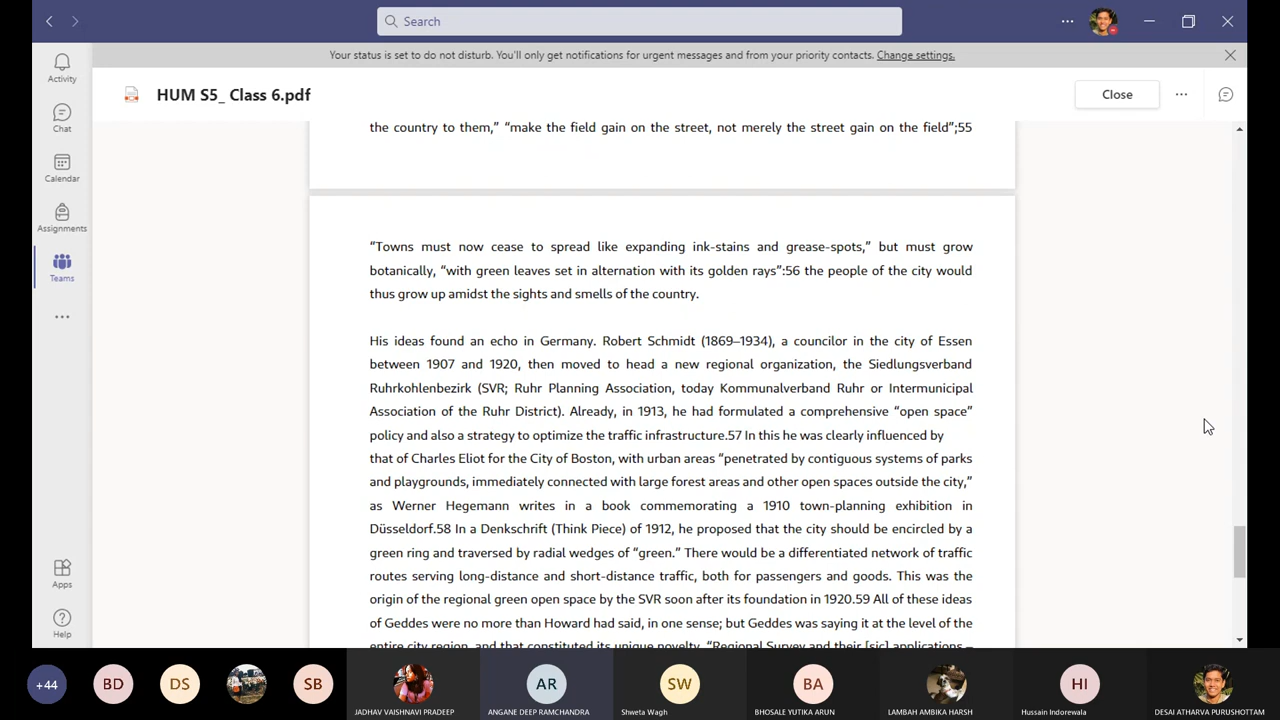 Search
Your status is set to do not disturb. You'll only get notifications for urgent messages and from your priority contacts. Change settings.
Activity
Chat
Calendar
Assignments
Teams
Apps
Help
HUM S5_ Class 6.pdf
Close
the country to them,” “make the field gain on the street, not merely the street gain on the field”;55
“Towns must now cease to spread like expanding ink-stains and grease-spots,” but must grow
botanically, “with green leaves set in alternation with its golden rays”:56 the people of the city would
thus grow up amidst the sights and smells of the country.
His ideas found an echo in Germany. Robert Schmidt (1869–1934), a councilor in the city of Essen
between 1907 and 1920, then moved to head a new regional organization, the Siedlungsverband
Ruhrkohlenbezirk (SVR; Ruhr Planning Association, today Kommunalverband Ruhr or Intermunicipal
Association of the Ruhr District). Already, in 1913, he had formulated a comprehensive “open space”
policy and also a strategy to optimize the traffic infrastructure.57 In this he was clearly influenced by
that of Charles Eliot for the City of Boston, with urban areas “penetrated by contiguous systems of parks
and playgrounds, immediately connected with large forest areas and other open spaces outside the city,”
as Werner Hegemann writes in a book commemorating a 1910 town-planning exhibition in
Düsseldorf.58 In a Denkschrift (Think Piece) of 1912, he proposed that the city should be encircled by a
green ring and traversed by radial wedges of “green.” There would be a differentiated network of traffic
routes serving long-distance and short-distance traffic, both for passengers and goods. This was the
origin of the regional green open space by the SVR soon after its foundation in 1920.59 All of these ideas
of Geddes were no more than Howard had said, in one sense; but Geddes was saying it at the level of the
entire city region, and that constituted its unique novelty. “Regional Survey and their [sic] applications –
+44
BD
DS
SB
JADHAV VAISHNAVI PRADEEP
AR
ANGANE DEEP RAMCHANDRA
SW
Shweta Wagh
BA
BHOSALE YUTIKA ARUN
LAMBAH AMBIKA HARSH
HI
Hussain Indorewala
DESAI ATHARVA PURUSHOTTAM